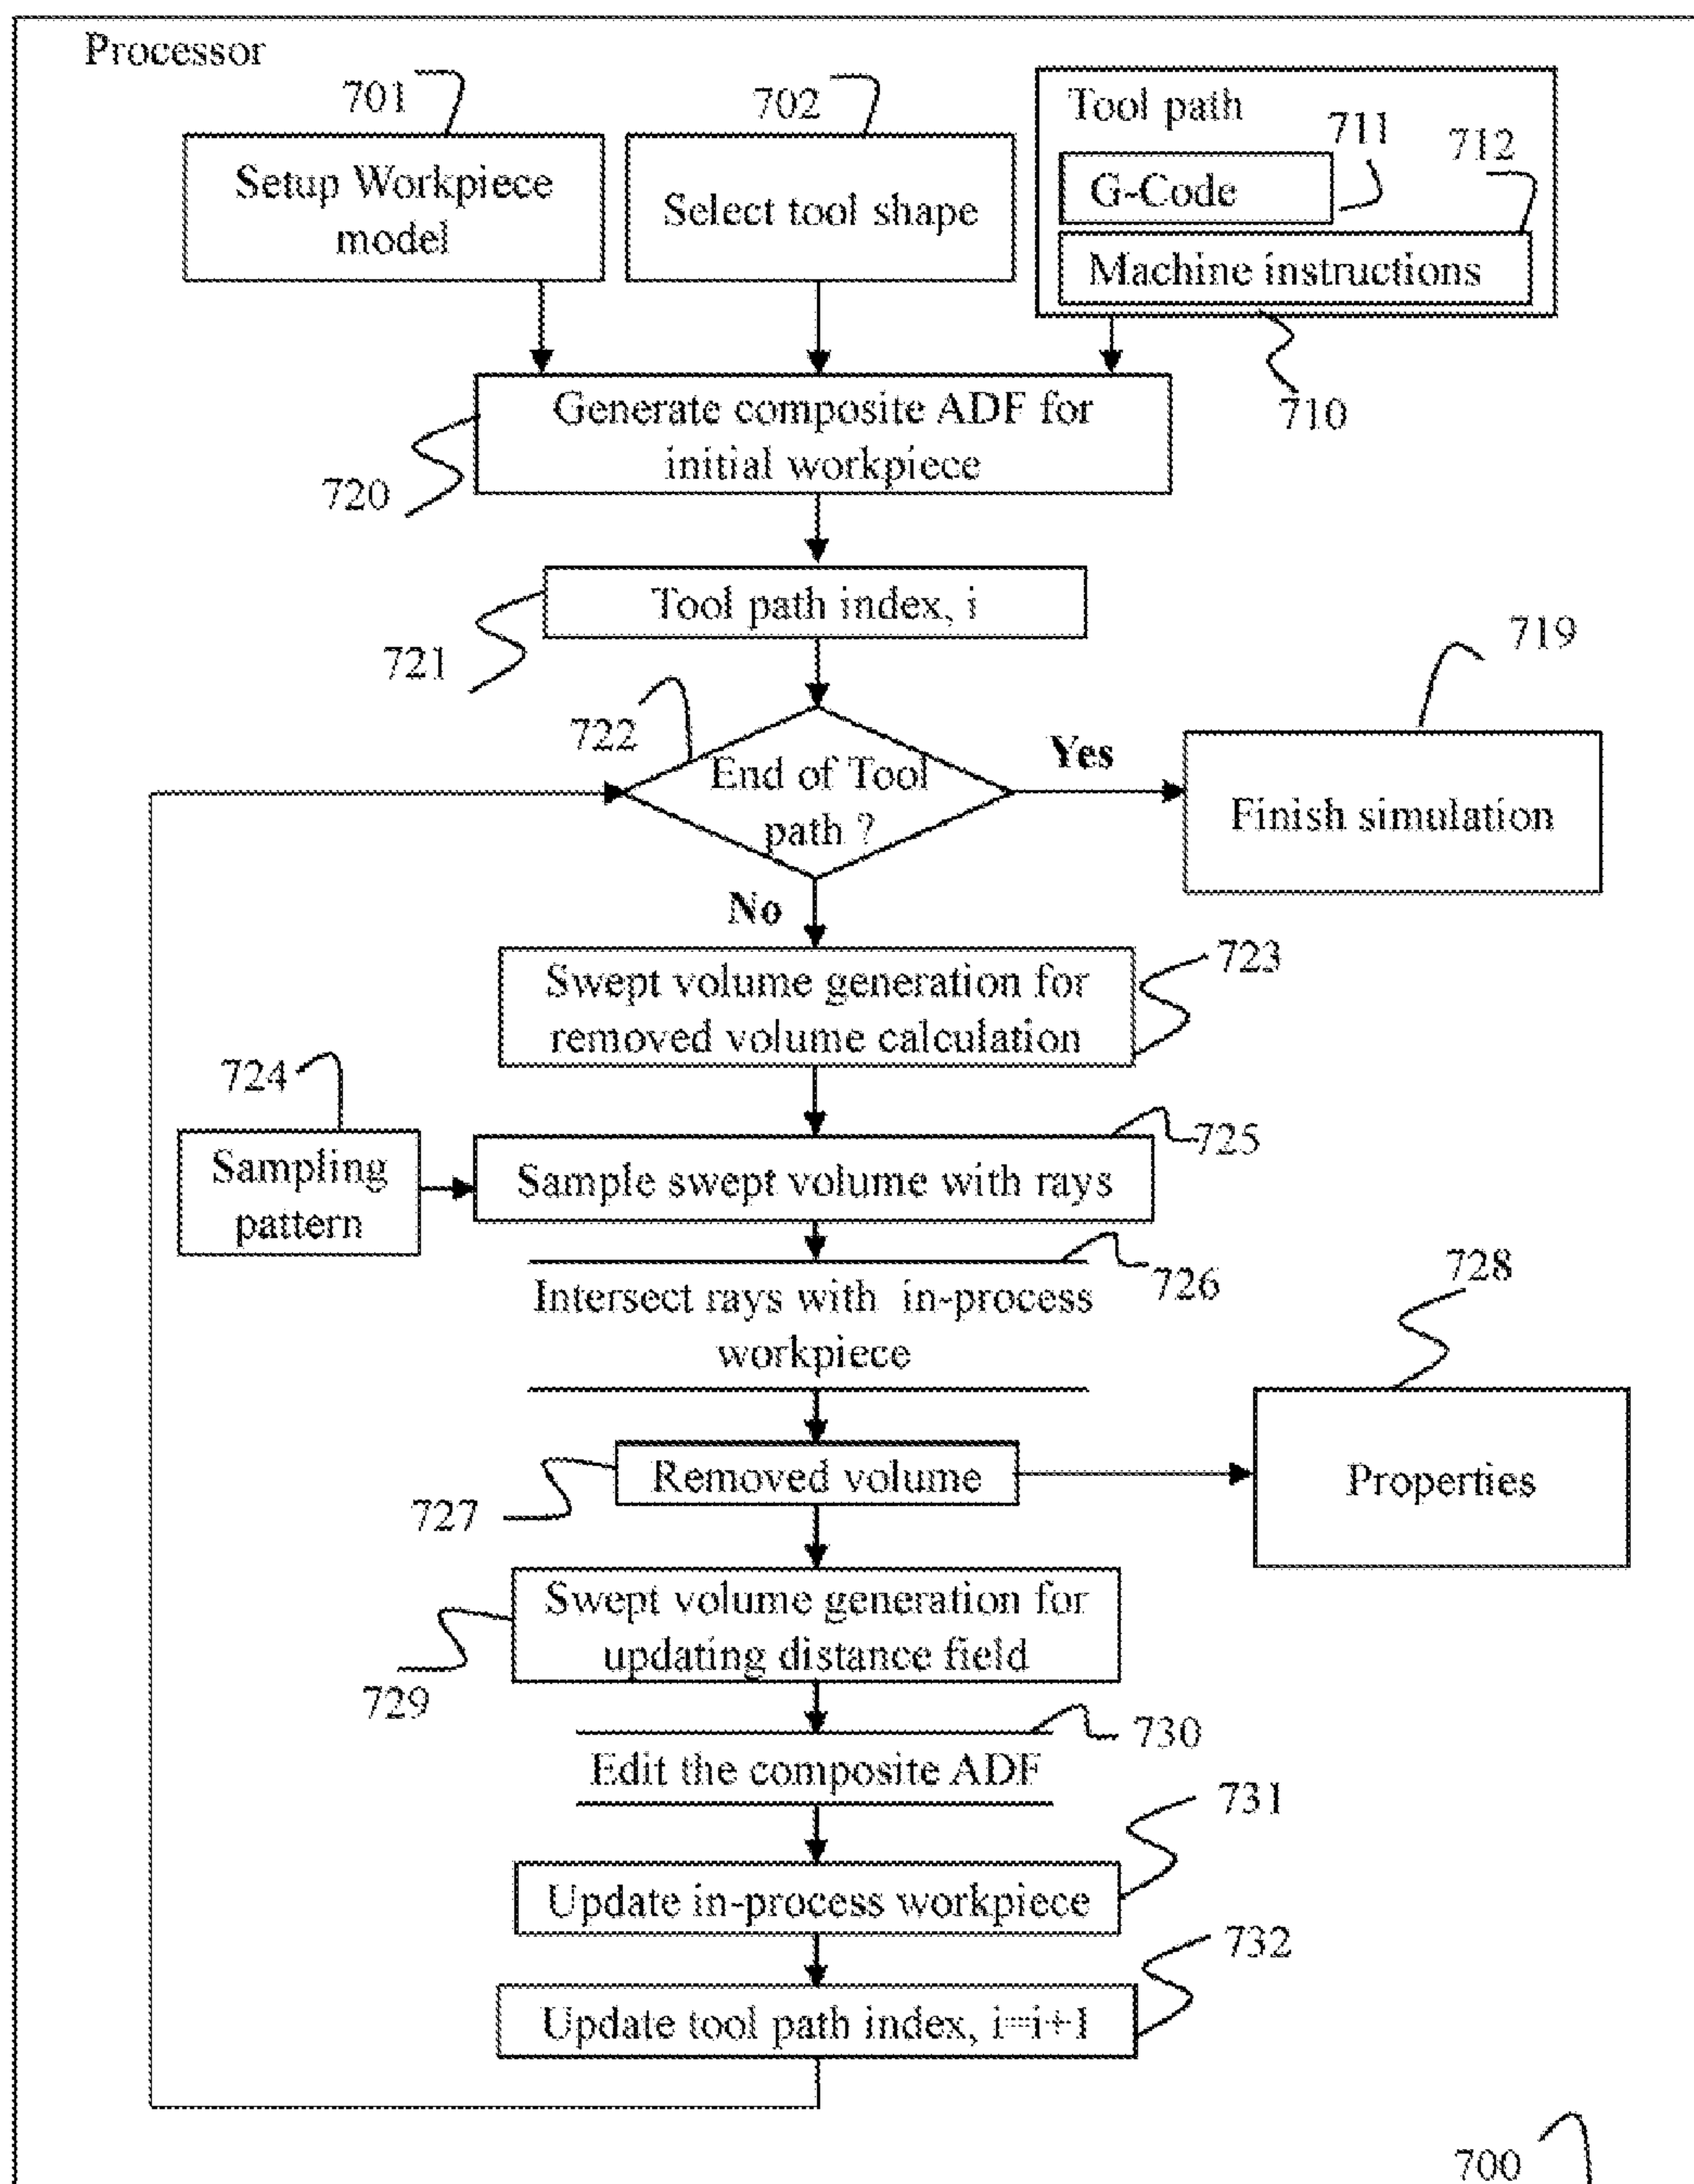 Processor
701
702
Tool path
711
712
Setup Workpiece
model
Select tool shape
G-Code
Machine instructions
710
Generate composite ADF for
initial workpiece
720
Tool path index, i
721
719
722
End of Tool
path ?
Yes
Finish simulation
No
Swept volume generation for
removed volume calculation
723
724
Sampling
pattern
725
Sample swept volume with rays
726
Intersect rays with in-process
workpiece
728
Removed volume
727
Properties
Swept volume generation for
updating distance field
729
730
Edit the composite ADF
731
Update in-process workpiece
732
Update tool path index, i=i+1
700